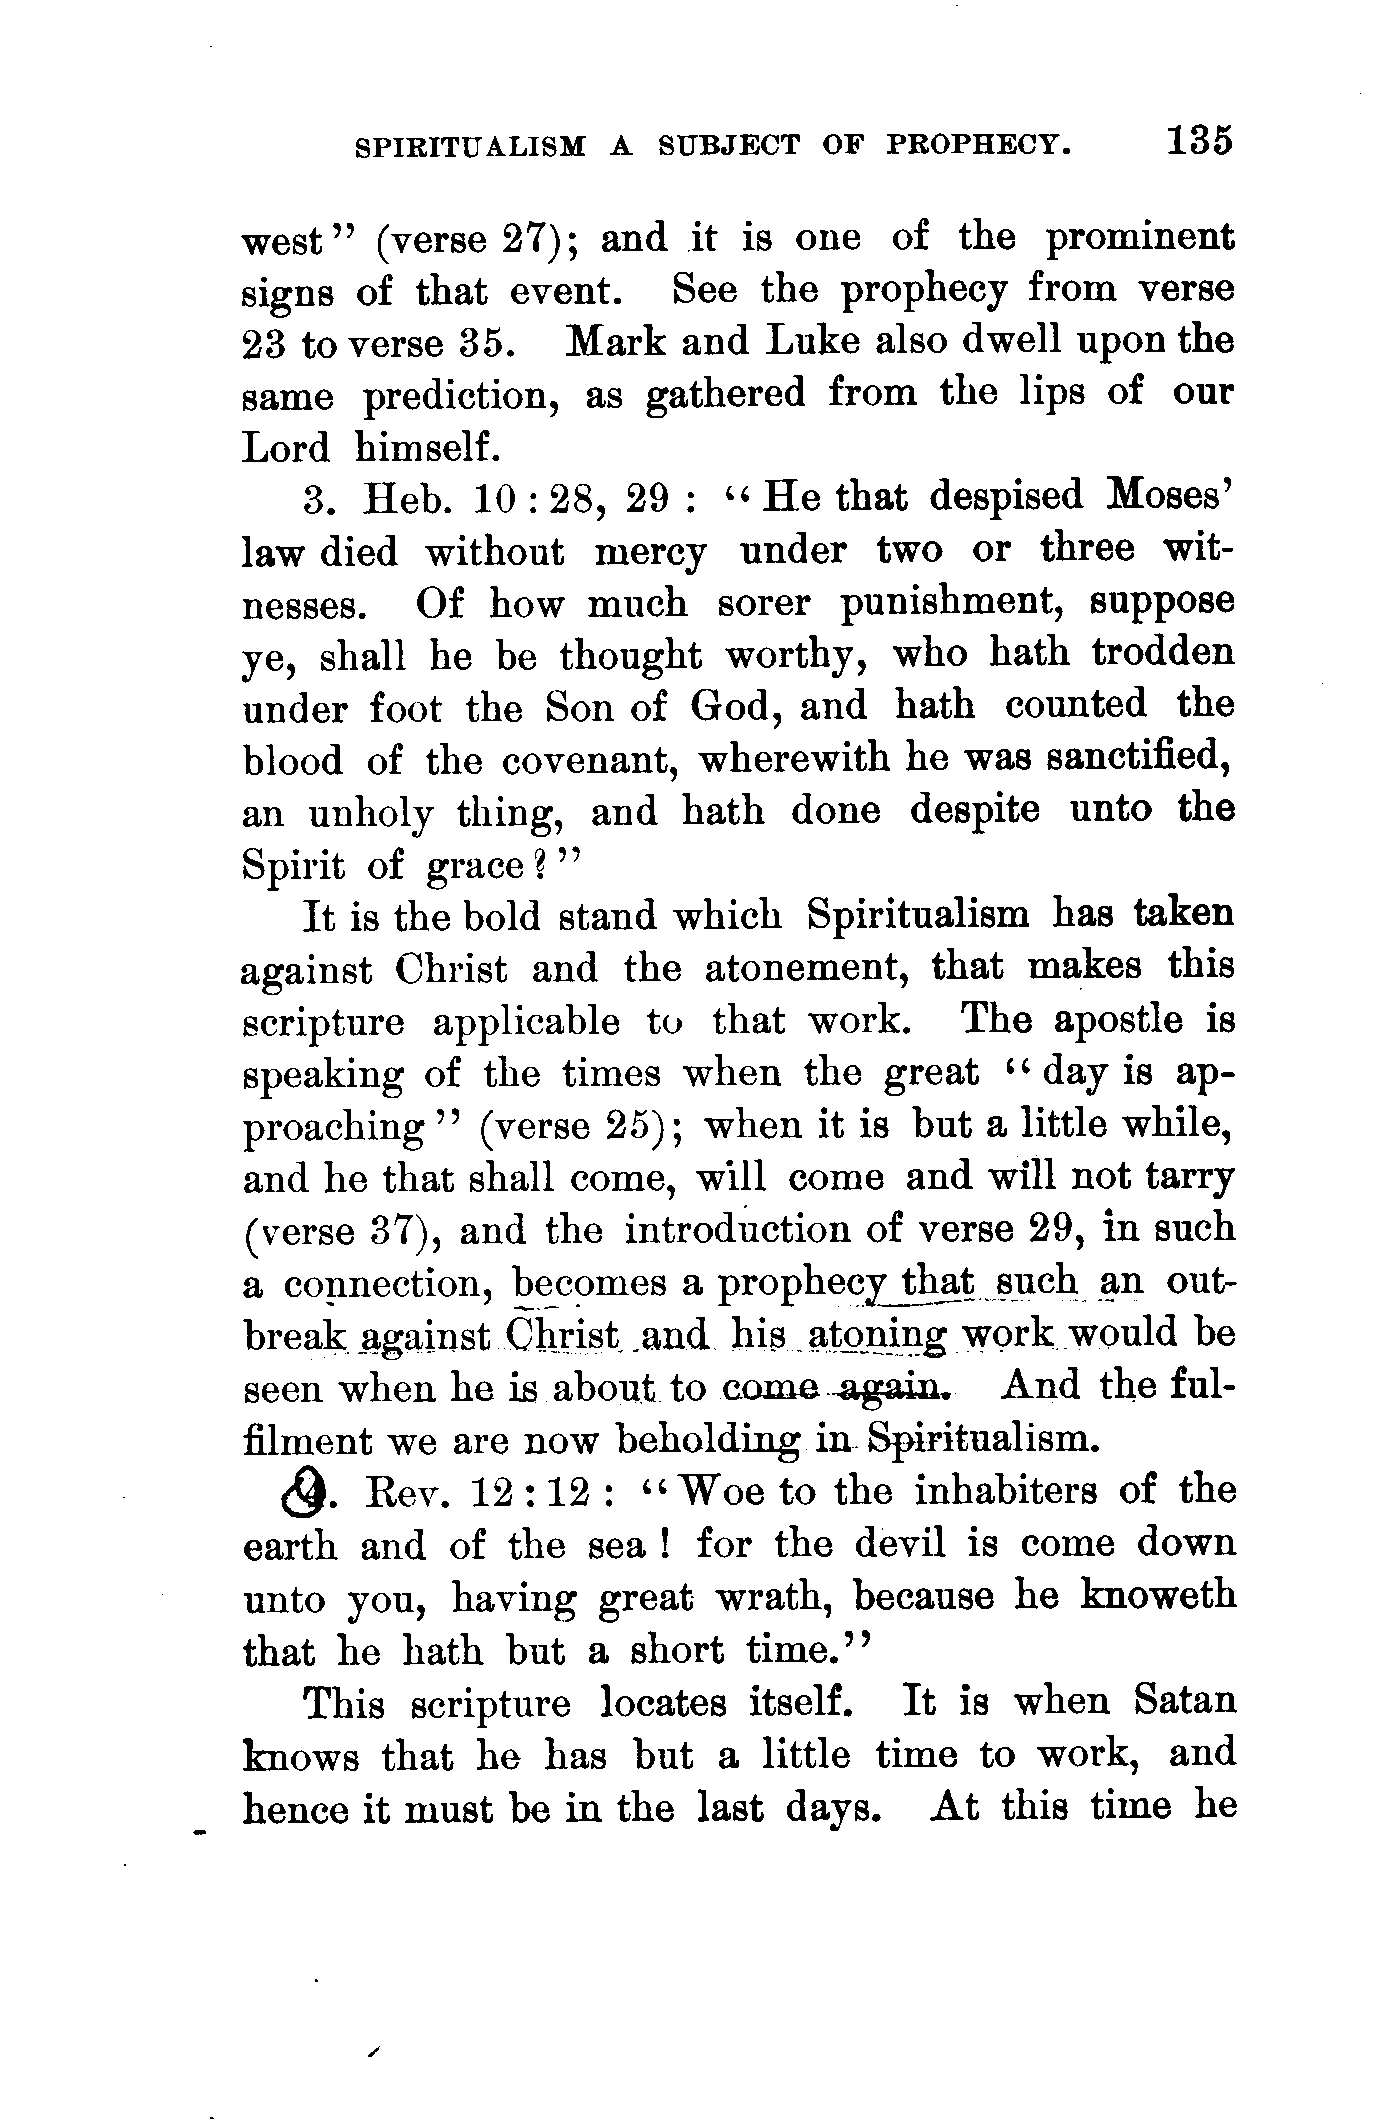 SPIRITUALISM A SUBJECT OF PROPHECY. 135
west" (verse 27); and it is one of the prominent
signs of that event. See the prophecy from verse
23 to verse 35. Mark and Luke also dwell upon the
same prediction, as gathered from the lips of our
Lord himself.
3. Heb. 10 : 28, 29 : "He that despised Moses'
law died without mercy under two or three wit-
nesses. Of how much sorer punishment, suppose
ye, shall he be thought worthy, who hath trodden
under foot the Son of God, and hath counted the
blood of the covenant, wherewith he was sanctified,
an unholy thing, and hath done despite unto the
Spirit of grace?"
It is the bold stand which Spiritualism has taken
against Christ and the atonement, that makes this
scripture applicable to that work. The apostle is
speaking of the times when the great "day is ap-
proaching" (verse 25); when it is but a little while,
and he that shall come, will come and will not tarry
(verse 37), and the introduction of verse 29, in such
a connection, becomes a prophecy that such an out-
break against Christ and his atoning work would be
seen when he is about to come again. And the ful-
filment we are now beholding in Spiritualism.
4. Rev. 12 : 12 : "Woe to the inhabiters of the
earth and of the sea! for the devil is come down
unto you, having great wrath, because he knoweth
that he hath but a short time."
This scripture locates itself. It is when Satan
knows that he has but a little time to work, and
hence it must be in the last days. At this time he